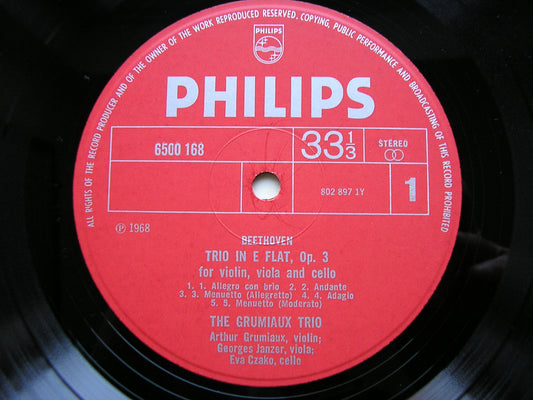 ALL RIGHTS OF THE RECORD PRODUCER AND OF THE OWNER OF THE WORK REPRODUCED RESERVED. COPYING, PUBLIC PERFORMANCE AND BROADCASTING OF THIS RECORD PROHIBITED
PHILIPS
PHILIPS
6500 168
33⅓
STÉREO
802 897 1Y
1
℗ 1968
BEETHOVEN
TRIO IN E FLAT, Op. 3
for violin, viola and cello
1. 1. Allegro con brio 2. 2. Andante
3. 3. Menuetto (Allegretto) 4. 4. Adagio
5. 5. Menuetto (Moderato)
THE GRUMIAUX TRIO
Arthur Grumiaux, violin;
Georges Janzer, viola;
Eva Czako, cello